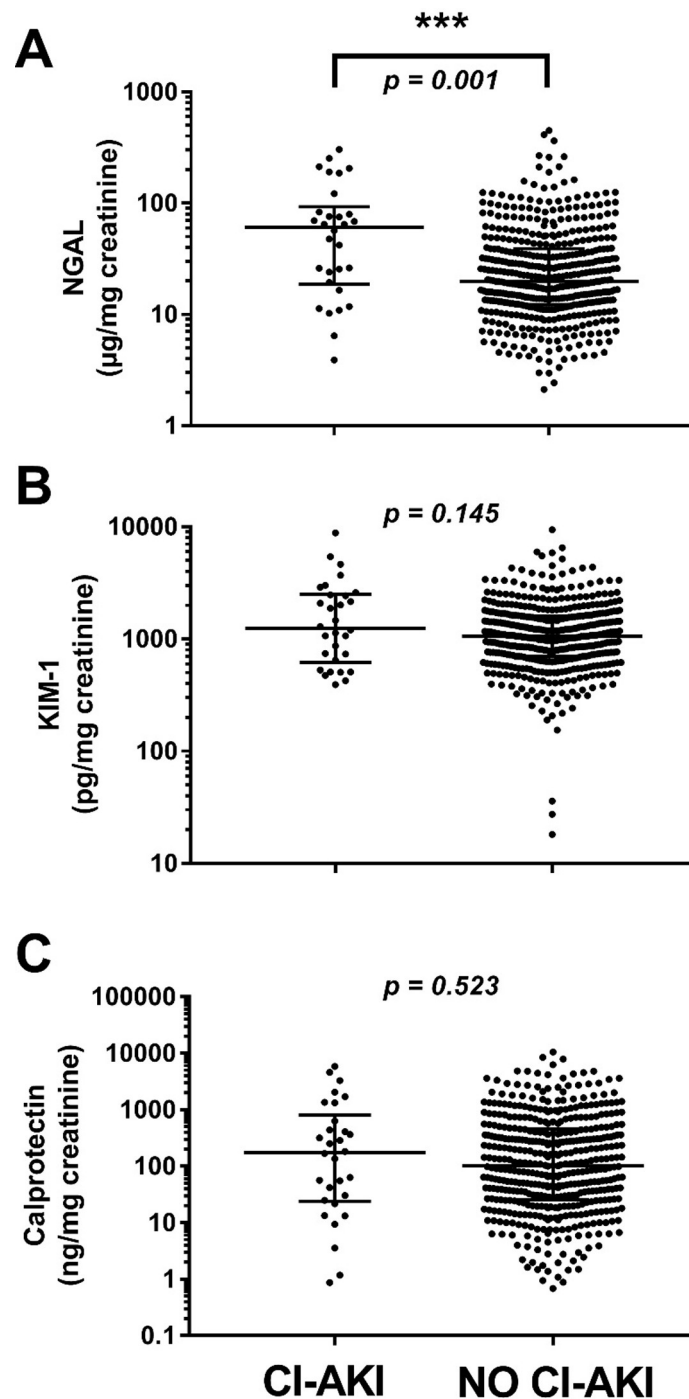 A
***
p = 0.001
NGAL
(µg/mg creatinine)
1000
100
10
1
B
p = 0.145
KIM-1
(pg/mg creatinine)
10000
1000
100
10
C
p = 0.523
Calprotectin
(ng/mg creatinine)
100000
10000
1000
100
10
1
0.1
CI-AKI NO CI-AKI